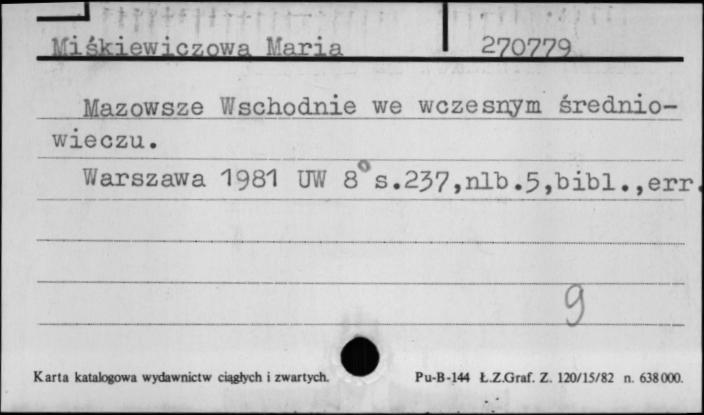 Miśkiewiczowa Maria 270779
Mazowsze Wschodnie we wczesnym średnio-
wieczu.
Warszawa 1981 UW 8° s.237,nlb.5,bibl.,err.
9
Karta katalogowa wydawnictw ciągłych i zwartych. Pu-B-144 Ł.Z.Graf. Z. 120/15/82 n. 638000.